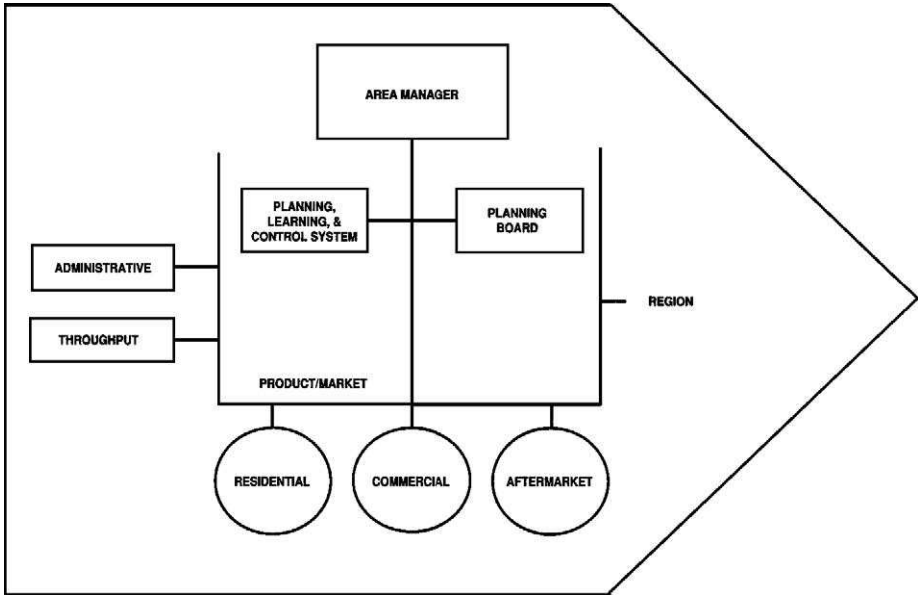 AREA MANAGER
PLANNING,
LEARNING, &
CONTROL SYSTEM
PLANNING
BOARD
ADMINISTRATIVE
THROUGHPUT
REGION
PRODUCT/MARKET
RESIDENTIAL
COMMERCIAL
AFTERMARKET